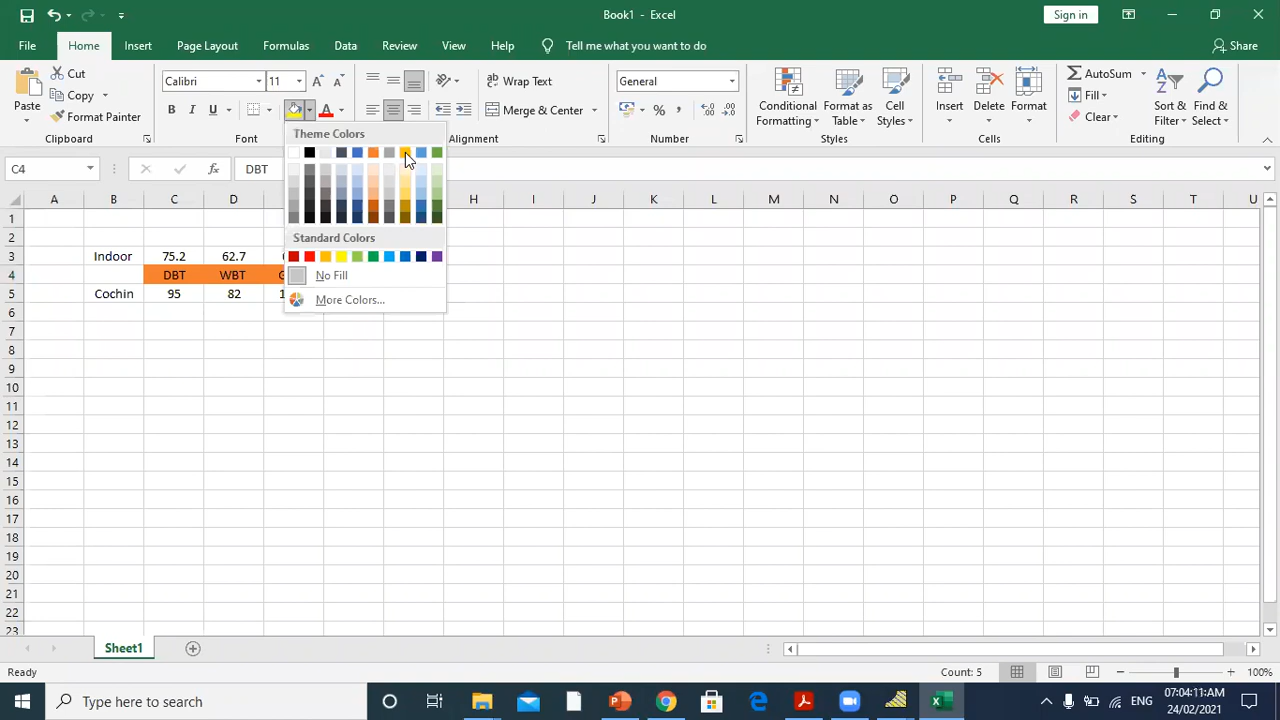 Book1 - Excel
Sign in
File Home Insert Page Layout Formulas Data Review View Help Tell me what you want to do Share
Paste
Cut
Copy
Format Painter
Clipboard
Calibri 11
B I U
Font
Wrap Text
Merge & Center
Alignment
General
Number
Conditional Formatting
Format as Table
Cell Styles
Styles
Insert
Delete
Format
Cells
AutoSum
Fill
Clear
Sort & Filter
Find & Select
Editing
Theme Colors
Standard Colors
No Fill
More Colors...
C4 fx DBT
A B C D H I J K L M N O P Q R S T U
1
2
3 Indoor 75.2 62.7
4 DBT WBT
5 Cochin 95 82
6
7
8
9
10
11
12
13
14
15
16
17
18
19
20
21
22
23
Sheet1
Ready Count: 5 100%
Type here to search
ENG
07:04:11AM
24/02/2021